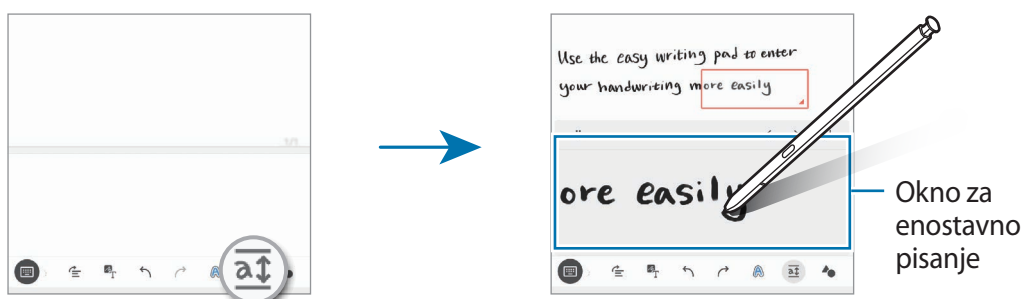 Use the easy writing pad to enter
your handwriting more easily
ore easily
Okno za
enostavno
pisanje